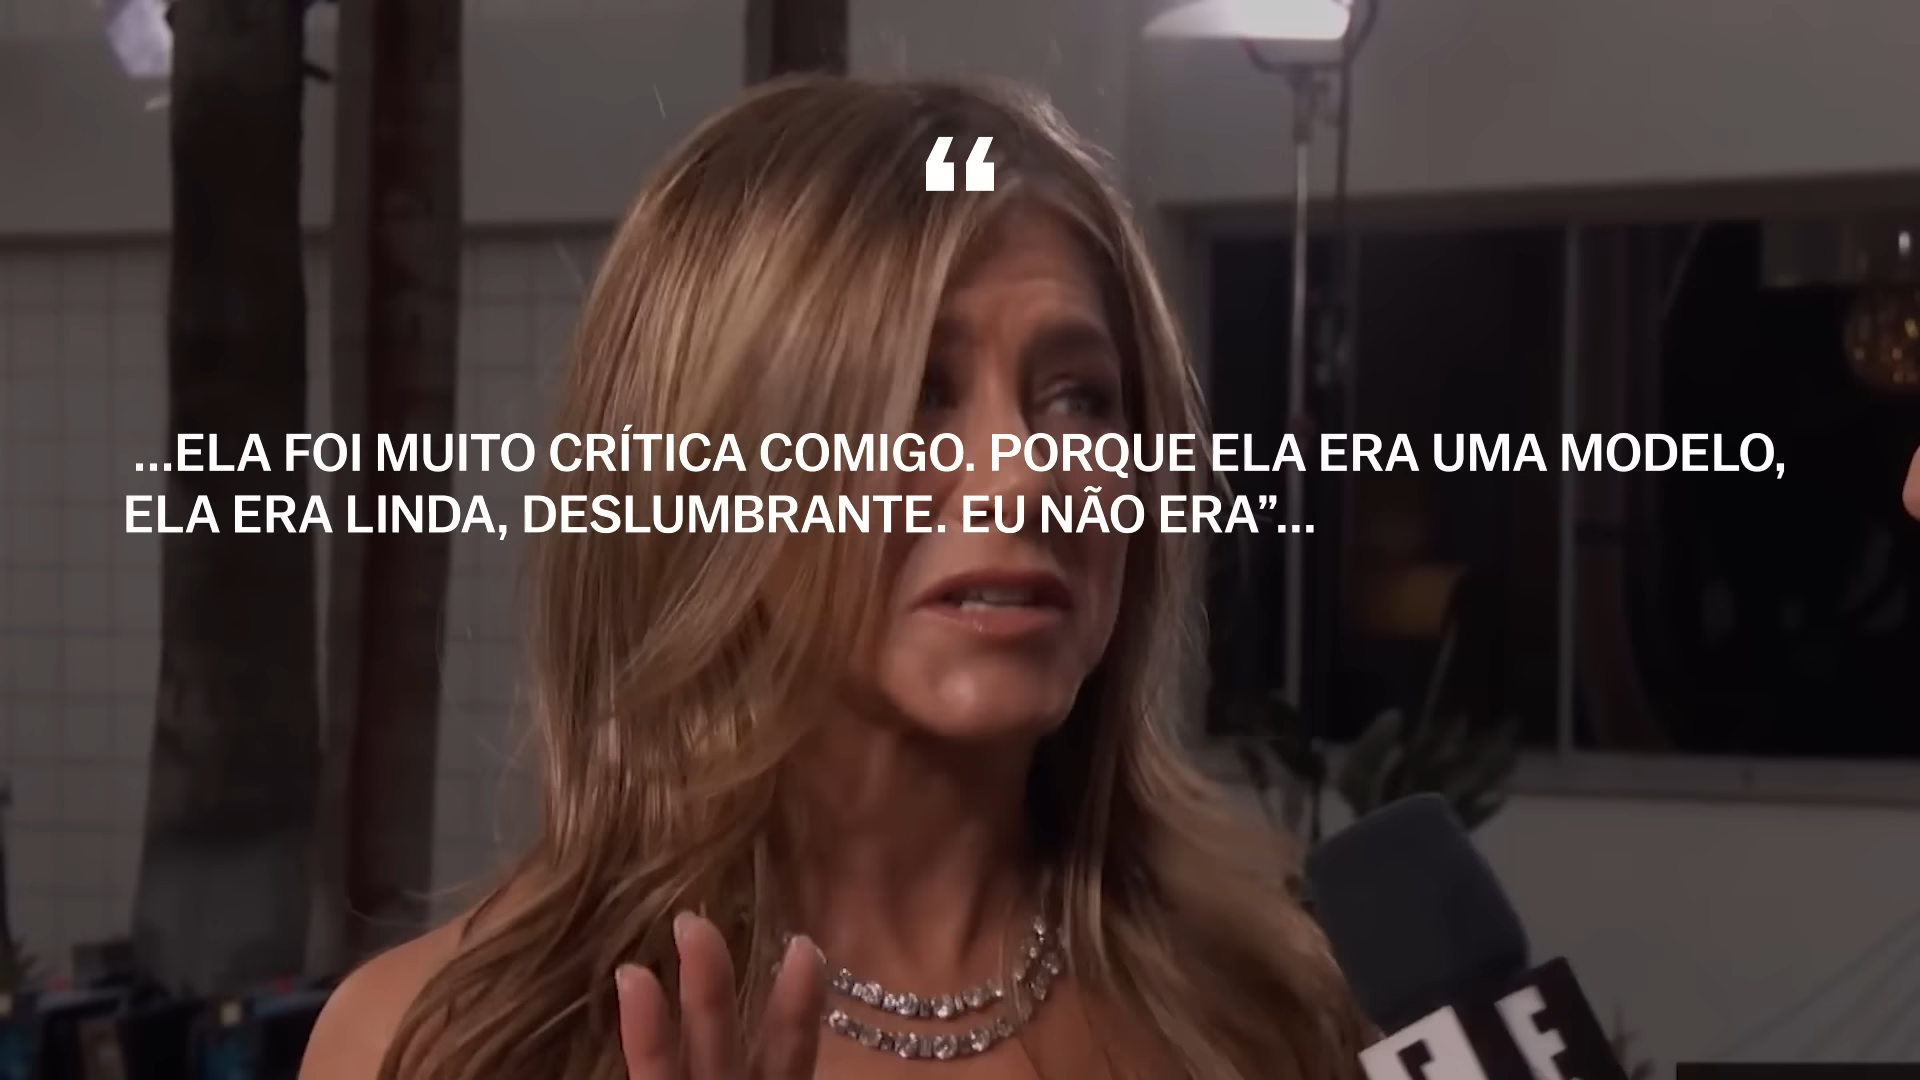 “
...ELA FOI MUITO CRÍTICA COMIGO. PORQUE ELA ERA UMA MODELO,
ELA ERA LINDA, DESLUMBRANTE. EU NÃO ERA”...
E